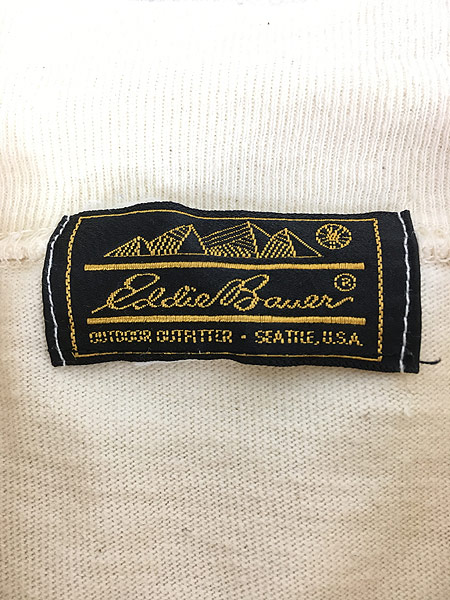 Eddie Bauer®
OUTDOOR OUTFITTER · SEATTLE, U.S.A.